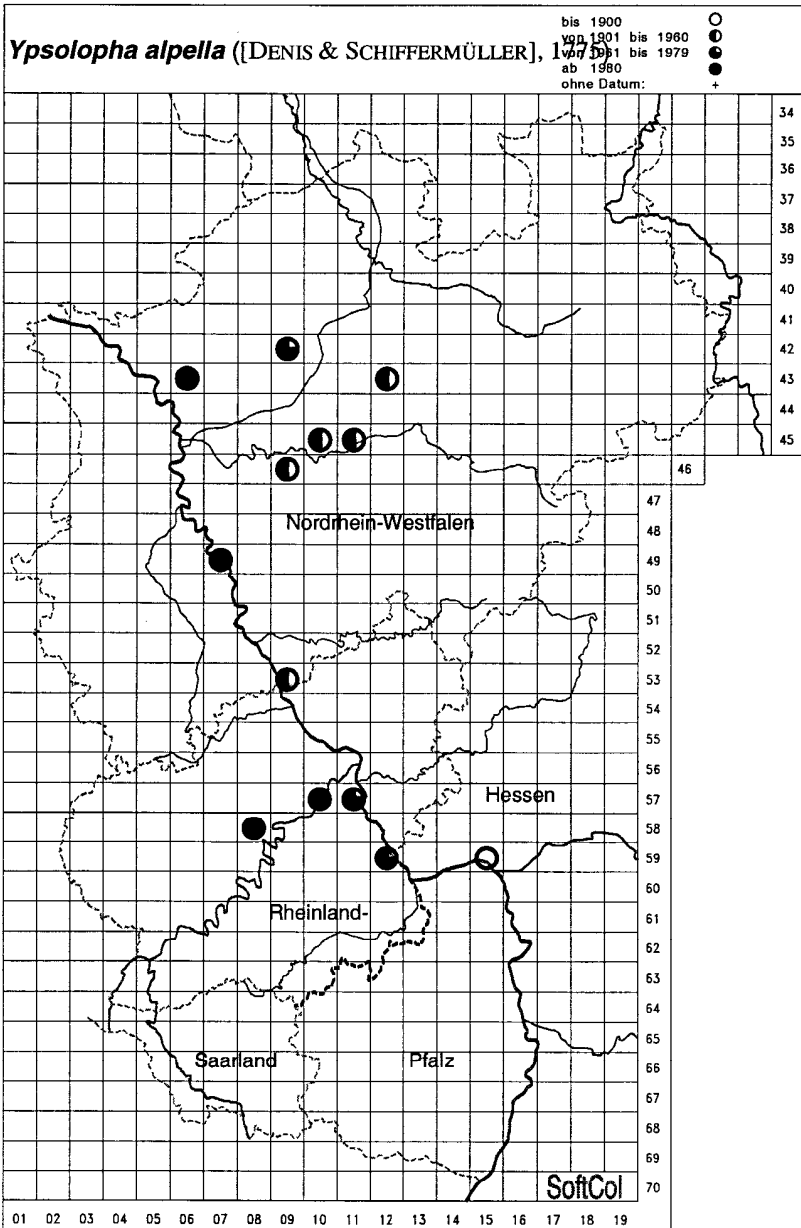 Ypsolopha alpella ([DENIS & SCHIFFERMÜLLER], 1775)
bis 1900
von 1901 bis 1960
von 1961 bis 1979
ab 1980
ohne Datum: +
34
35
36
37
38
39
40
41
42
43
44
45
46
47
Nordrhein-Westfalen
48
49
50
51
52
53
54
55
56
Hessen
57
58
59
60
Rheinland-
61
62
63
64
65
Saarland
Pfalz
66
67
68
69
SoftCol
70
01 02 03 04 05 06 07 08 09 10 11 12 13 14 15 16 17 18 19